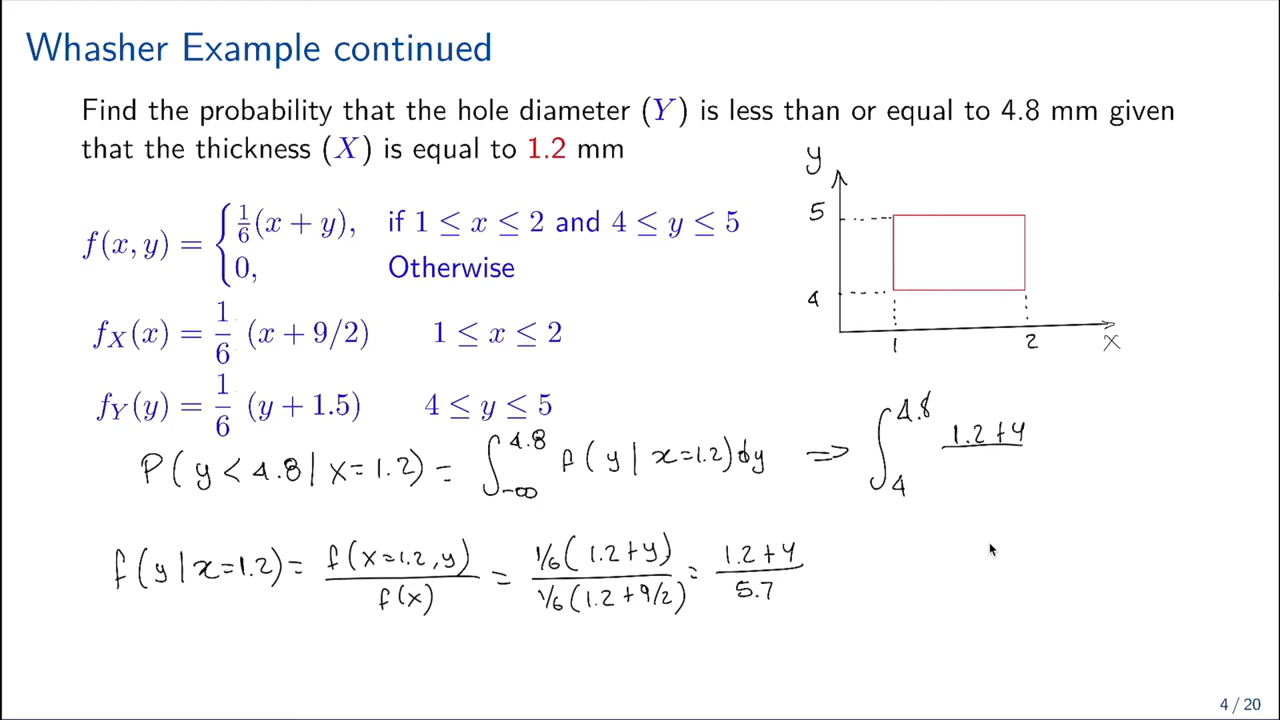 Whasher Example continued
Find the probability that the hole diameter (Y) is less than or equal to 4.8 mm given
that the thickness (X) is equal to 1.2 mm
y
5
4
1 2 x
f(x, y) = { 1/6 (x + y), if 1 ≤ x ≤ 2 and 4 ≤ y ≤ 5
0, Otherwise
f_X(x) = 1/6 (x + 9/2) 1 ≤ x ≤ 2
f_Y(y) = 1/6 (y + 1.5) 4 ≤ y ≤ 5
P(y < 4.8 | x = 1.2) = ∫_{-∞}^{4.8} f(y | x=1.2) dy ⇒ ∫_4^{4.8} 1.2+y
f(y | x=1.2) = f(x=1.2, y) / f(x) = 1/6(1.2+y) / 1/6(1.2+9/2) = 1.2+y / 5.7
4 / 20